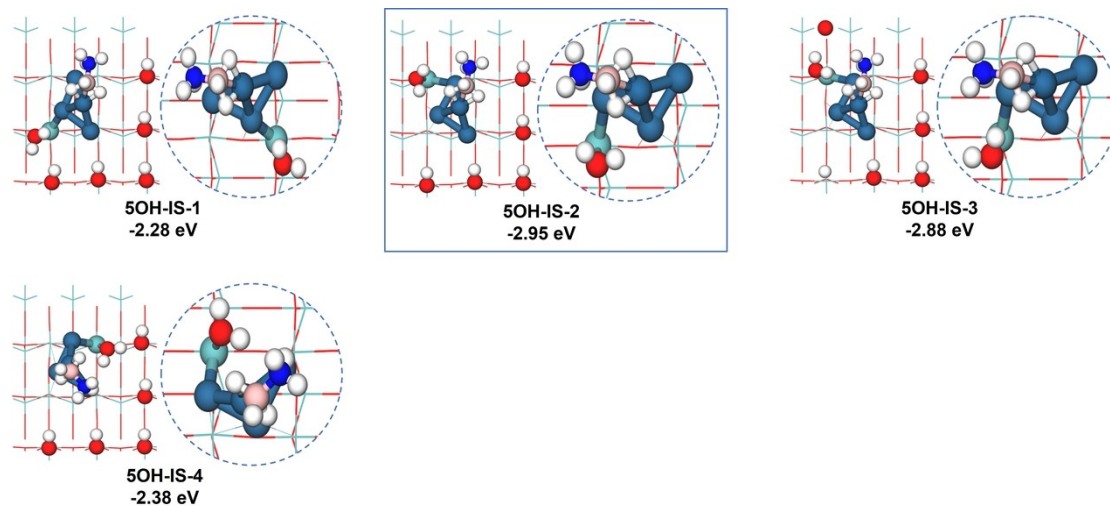 5OH-IS-1
-2.28 eV
5OH-IS-2
-2.95 eV
5OH-IS-3
-2.88 eV
5OH-IS-4
-2.38 eV